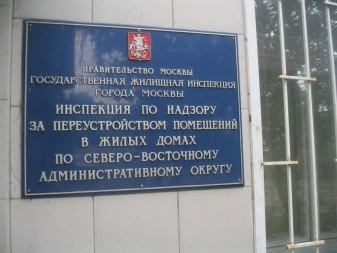 ПРАВИТЕЛЬСТВО МОСКВЫ
ГОСУДАРСТВЕННАЯ ЖИЛИЩНАЯ ИНСПЕКЦИЯ
ГОРОДА МОСКВЫ
ИНСПЕКЦИЯ ПО НАДЗОРУ
ЗА ПЕРЕУСТРОЙСТВОМ ПОМЕЩЕНИЙ
В ЖИЛЫХ ДОМАХ
ПО СЕВЕРО-ВОСТОЧНОМУ
АДМИНИСТРАТИВНОМУ ОКРУГУ